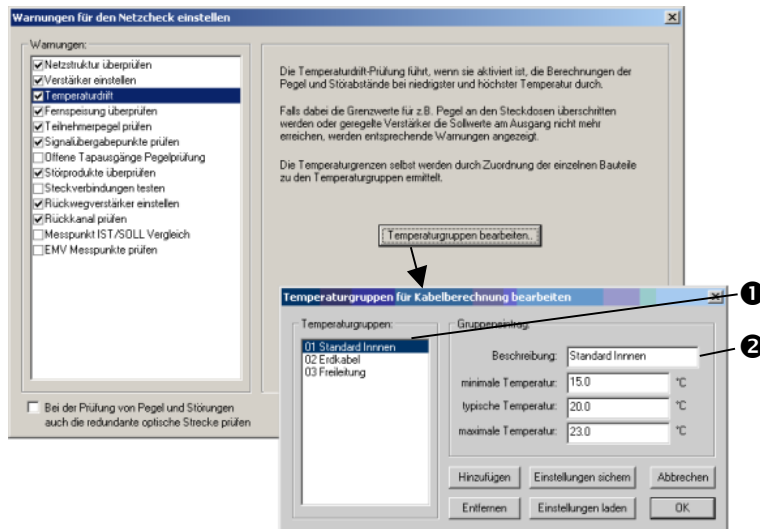 Warnungen für den Netzcheck einstellen
Warnungen:
Netzstruktur überprüfen
Verstärker einstellen
Temperaturdrift
Fernspeisung überprüfen
Teilnehmerpegel prüfen
Signalübergabepunkte prüfen
Offene Tapausgänge Pegelprüfung
Störprodukte überprüfen
Steckverbindungen testen
Rückwegverstärker einstellen
Rückkanal prüfen
Messpunkt IST/SOLL Vergleich
EMV Messpunkte prüfen
Bei der Prüfung von Pegel und Störungen
auch die redundante optische Strecke prüfen
Die Temperaturdrift-Prüfung führt, wenn sie aktiviert ist, die Berechnungen der
Pegel und Störabstände bei niedrigster und höchster Temperatur durch.
Falls dabei die Grenzwerte für z.B. Pegel an den Steckdosen überschritten
werden oder geregelte Verstärker die Sollwerte am Ausgang nicht mehr
erreichen, werden entsprechende Warnungen angezeigt.
Die Temperaturgrenzen selbst werden durch Zuordnung der einzelnen Bauteile
zu den Temperaturgruppen ermittelt.
Temperaturgruppen bearbeiten..
Temperaturgruppen für Kabelberechnung bearbeiten
Temperaturgruppen:
01 Standard Innnen
02 Erdkabel
03 Freileitung
Gruppeneintrag:
Beschreibung: Standard Innnen
minimale Temperatur: 15.0 °C
typische Temperatur: 20.0 °C
maximale Temperatur: 23.0 °C
Hinzufügen Einstellungen sichern Abbrechen
Entfernen Einstellungen laden OK
❶
❷